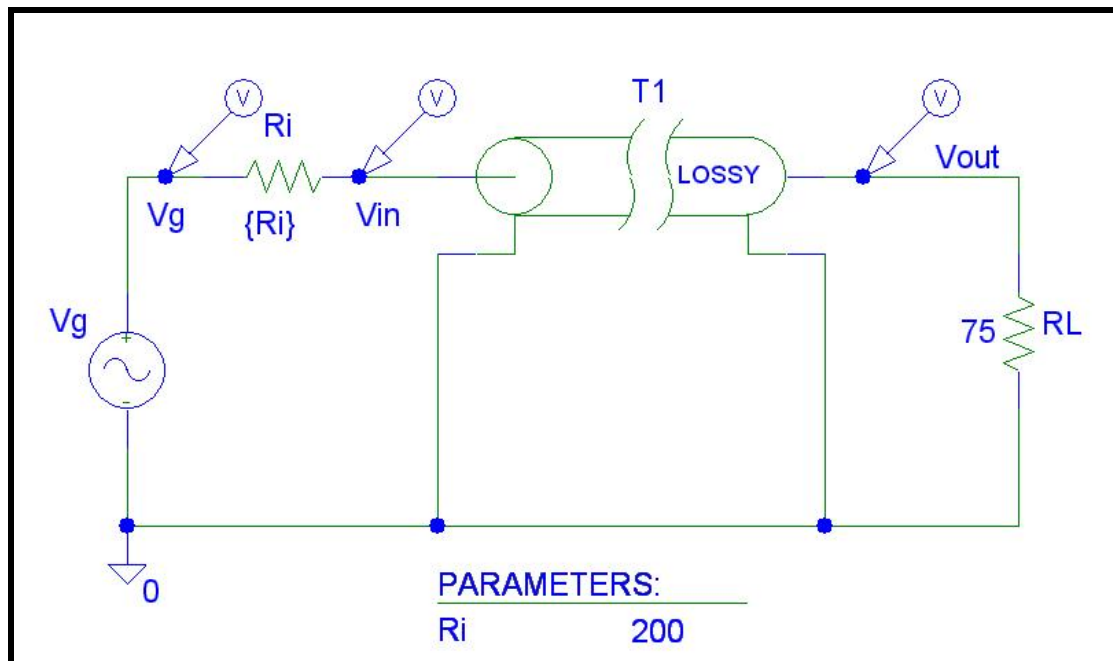 V
V
T1
Ri
V
LOSSY
Vout
Vg
{Ri}
Vin
Vg
+
-
75
RL
0
PARAMETERS:
Ri 200